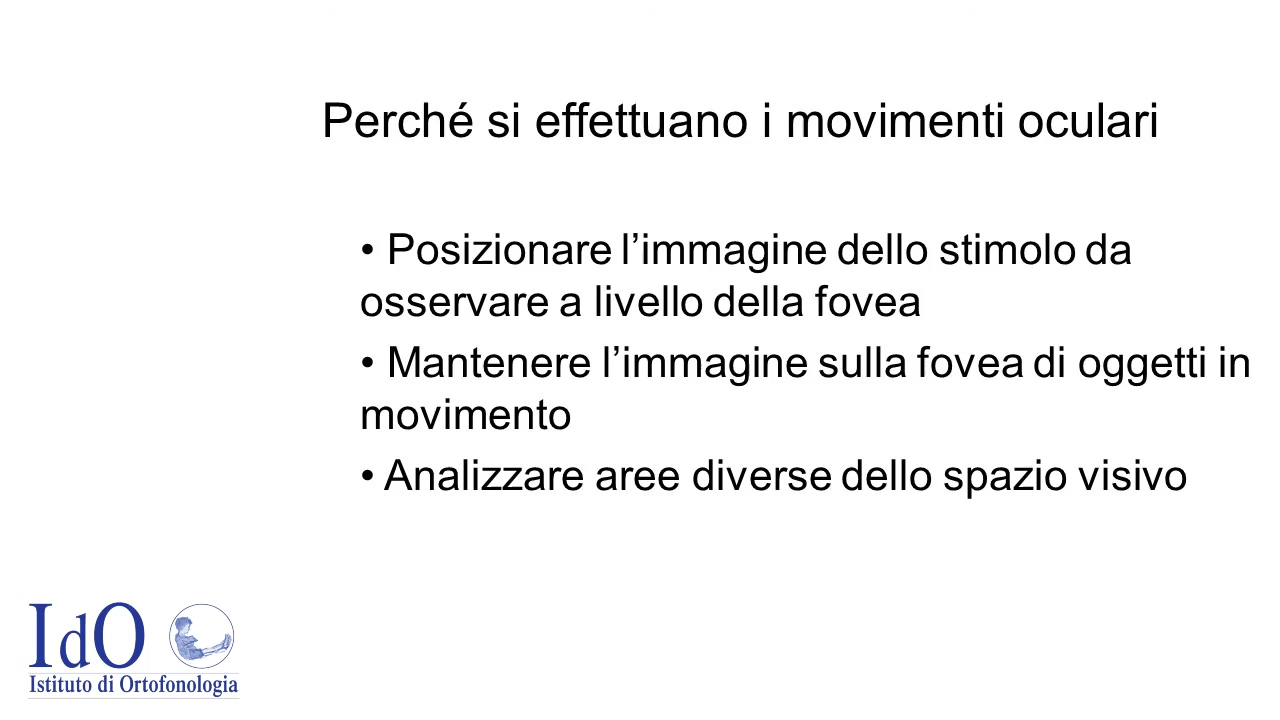 Perché si effettuano i movimenti oculari
• Posizionare l’immagine dello stimolo da
osservare a livello della fovea
• Mantenere l’immagine sulla fovea di oggetti in
movimento
• Analizzare aree diverse dello spazio visivo
IdO
Istituto di Ortofonologia